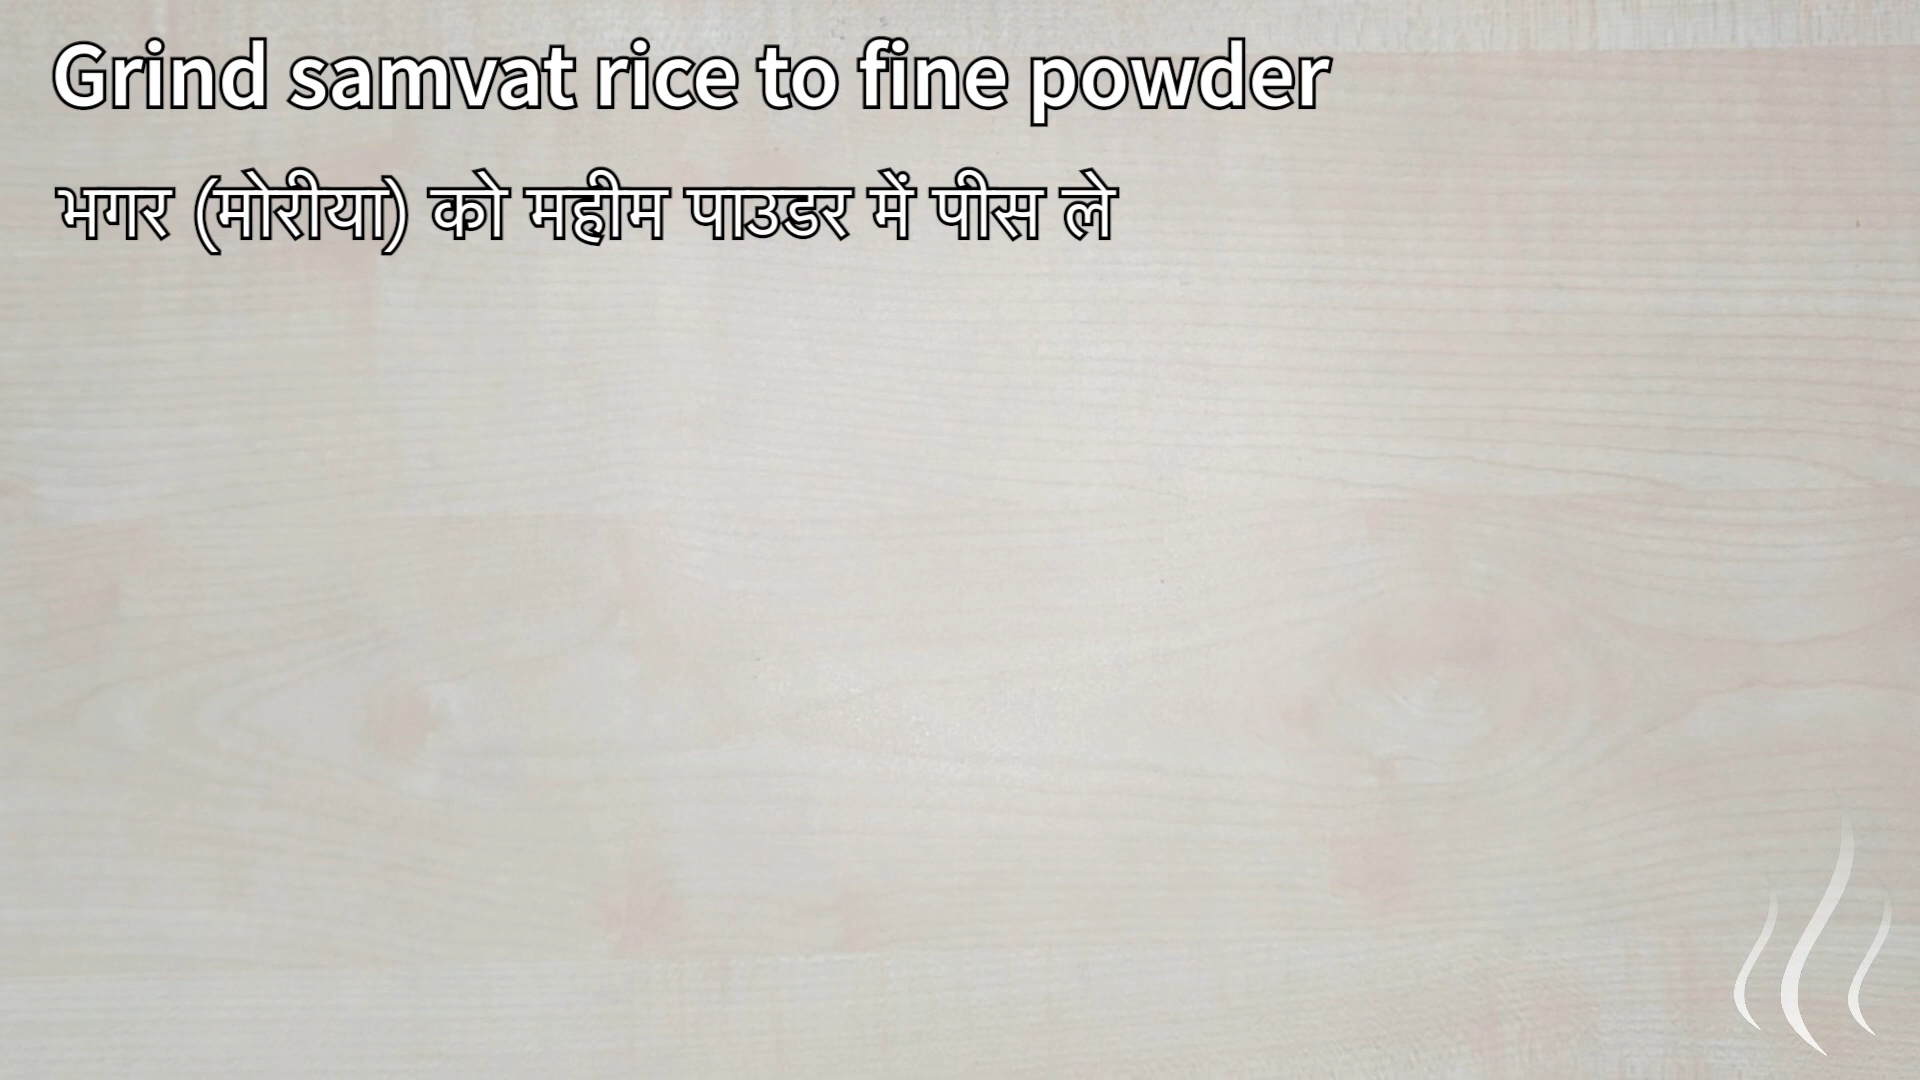 Grind samvat rice to fine powder
भगर (मोरीया) को महीम पाउडर में पीस ले